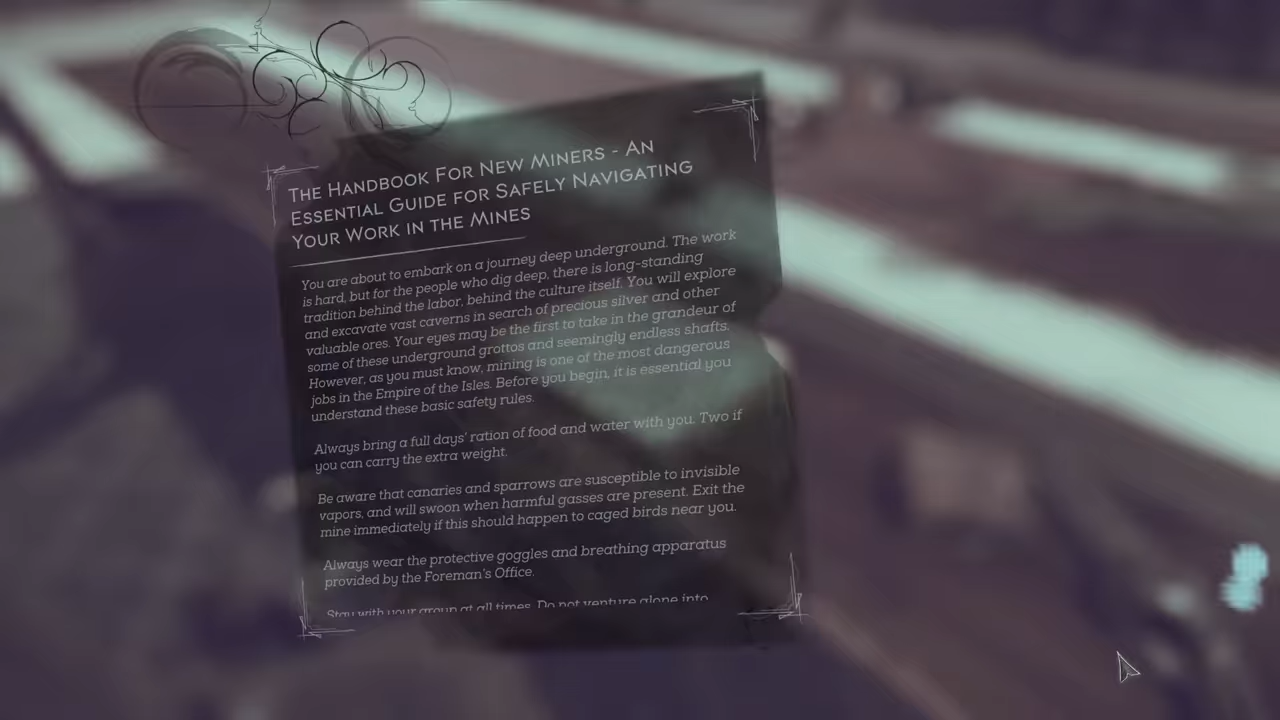 The Handbook For New Miners - An
Essential Guide for Safely Navigating
Your Work in the Mines
You are about to embark on a journey deep underground. The work
is hard, but for the people who dig deep, there is long-standing
tradition behind the labor, behind the culture itself. You will explore
and excavate vast caverns in search of precious silver and other
valuable ores. Your eyes may be the first to take in the grandeur of
some of these underground grottos and seemingly endless shafts.
However, as you must know, mining is one of the most dangerous
jobs in the Empire of the Isles. Before you begin, it is essential you
understand these basic safety rules.
Always bring a full days' ration of food and water with you. Two if
you can carry the extra weight.
Be aware that canaries and sparrows are susceptible to invisible
vapors, and will swoon when harmful gasses are present. Exit the
mine immediately if this should happen to caged birds near you.
Always wear the protective goggles and breathing apparatus
provided by the Foreman's Office.
Stay with your group at all times. Do not venture alone into